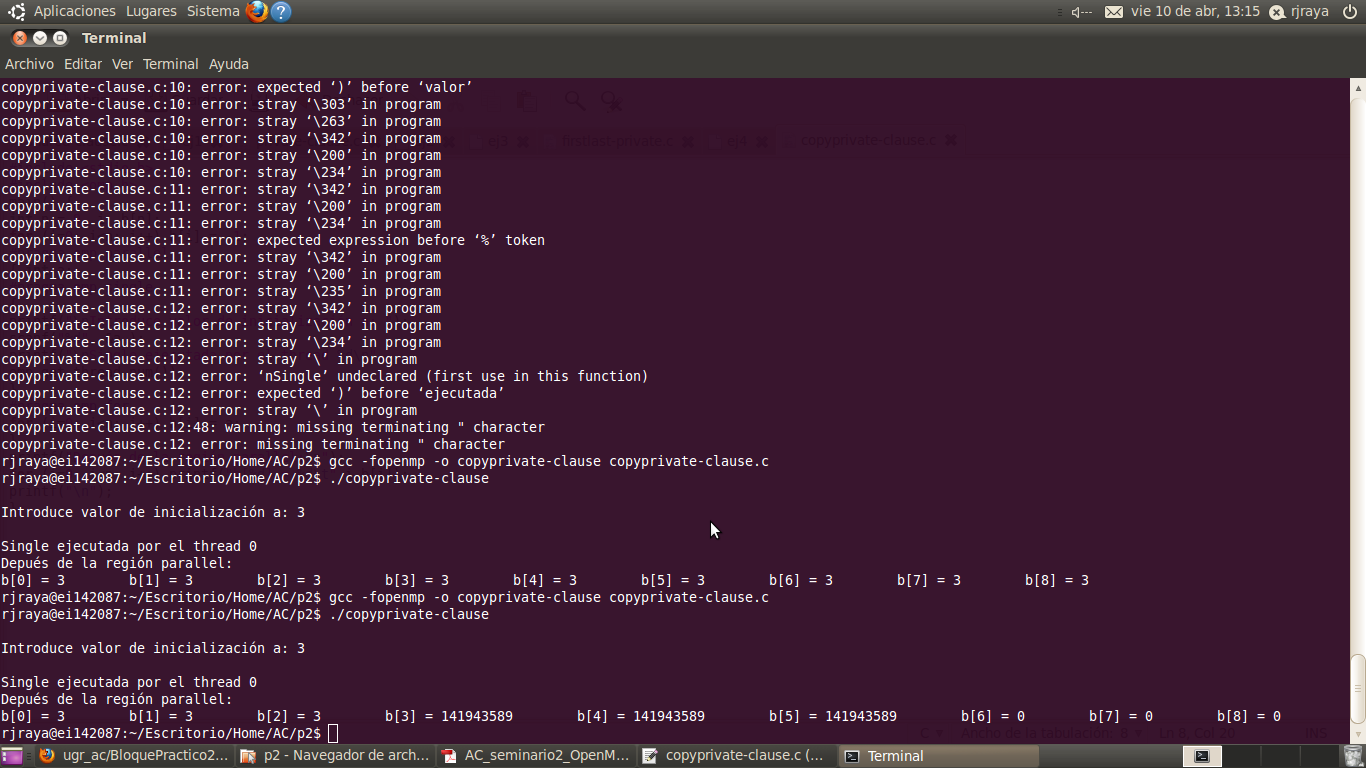 Aplicaciones Lugares Sistema vie 10 de abr, 13:15 rjraya
Terminal
Archivo Editar Ver Terminal Ayuda
copyprivate-clause.c:10: error: expected ‘)’ before ‘valor’
copyprivate-clause.c:10: error: stray ‘\303’ in program
copyprivate-clause.c:10: error: stray ‘\263’ in program
copyprivate-clause.c:10: error: stray ‘\342’ in program
copyprivate-clause.c:10: error: stray ‘\200’ in program
copyprivate-clause.c:10: error: stray ‘\234’ in program
copyprivate-clause.c:11: error: stray ‘\342’ in program
copyprivate-clause.c:11: error: stray ‘\200’ in program
copyprivate-clause.c:11: error: stray ‘\234’ in program
copyprivate-clause.c:11: error: expected expression before ‘%’ token
copyprivate-clause.c:11: error: stray ‘\342’ in program
copyprivate-clause.c:11: error: stray ‘\200’ in program
copyprivate-clause.c:11: error: stray ‘\235’ in program
copyprivate-clause.c:12: error: stray ‘\342’ in program
copyprivate-clause.c:12: error: stray ‘\200’ in program
copyprivate-clause.c:12: error: stray ‘\234’ in program
copyprivate-clause.c:12: error: stray ‘\’ in program
copyprivate-clause.c:12: error: ‘nSingle’ undeclared (first use in this function)
copyprivate-clause.c:12: error: expected ‘)’ before ‘ejecutada’
copyprivate-clause.c:12: error: stray ‘\’ in program
copyprivate-clause.c:12:48: warning: missing terminating " character
copyprivate-clause.c:12: error: missing terminating " character
rjraya@ei142087:~/Escritorio/Home/AC/p2$ gcc -fopenmp -o copyprivate-clause copyprivate-clause.c
rjraya@ei142087:~/Escritorio/Home/AC/p2$ ./copyprivate-clause
Introduce valor de inicialización a: 3
Single ejecutada por el thread 0
Depués de la región parallel:
b[0] = 3 b[1] = 3 b[2] = 3 b[3] = 3 b[4] = 3 b[5] = 3 b[6] = 3 b[7] = 3 b[8] = 3
rjraya@ei142087:~/Escritorio/Home/AC/p2$ gcc -fopenmp -o copyprivate-clause copyprivate-clause.c
rjraya@ei142087:~/Escritorio/Home/AC/p2$ ./copyprivate-clause
Introduce valor de inicialización a: 3
Single ejecutada por el thread 0
Depués de la región parallel:
b[0] = 3 b[1] = 3 b[2] = 3 b[3] = 141943589 b[4] = 141943589 b[5] = 141943589 b[6] = 0 b[7] = 0 b[8] = 0
rjraya@ei142087:~/Escritorio/Home/AC/p2$
C Ancho de la tabulación: 8 Ln 8, Col 20 INS
ugr_ac/BloquePractico2... p2 - Navegador de arch... AC_seminario2_OpenM... copyprivate-clause.c (... Terminal